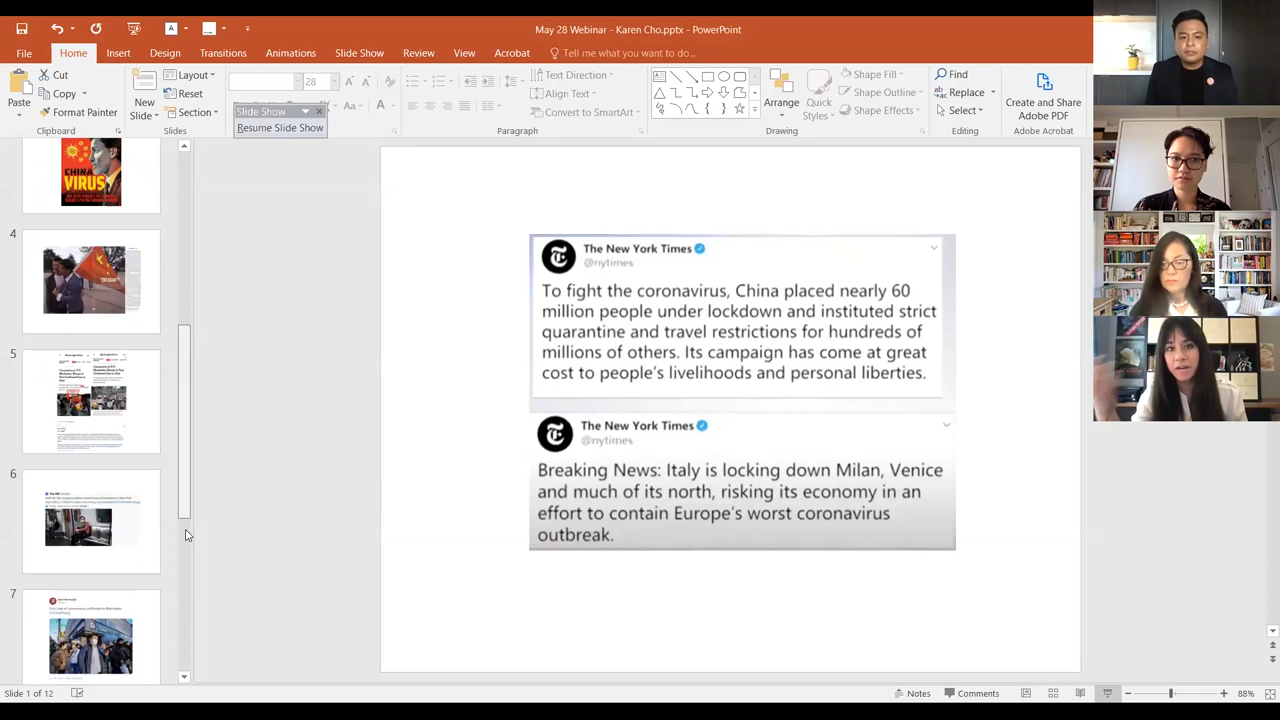 May 28 Webinar - Karen Cho.pptx - PowerPoint
File Home Insert Design Transitions Animations Slide Show Review View Acrobat Tell me what you want to do...
Paste
Cut
Copy
Format Painter
Clipboard
New
Slide
Layout
Reset
Section
Slides
28
Slide Show
Resume Slide Show
Text Direction
Align Text
Convert to SmartArt
Paragraph
Arrange
Quick
Styles
Shape Fill
Shape Outline
Shape Effects
Drawing
Find
Replace
Select
Editing
Create and Share
Adobe PDF
Adobe Acrobat
CHINA
VIRUS
4
5
6
7
The New York Times
@nytimes
To fight the coronavirus, China placed nearly 60
million people under lockdown and instituted strict
quarantine and travel restrictions for hundreds of
millions of others. Its campaign has come at great
cost to people's livelihoods and personal liberties.
The New York Times
@nytimes
Breaking News: Italy is locking down Milan, Venice
and much of its north, risking its economy in an
effort to contain Europe's worst coronavirus
outbreak.
Slide 1 of 12
Notes
Comments
88%